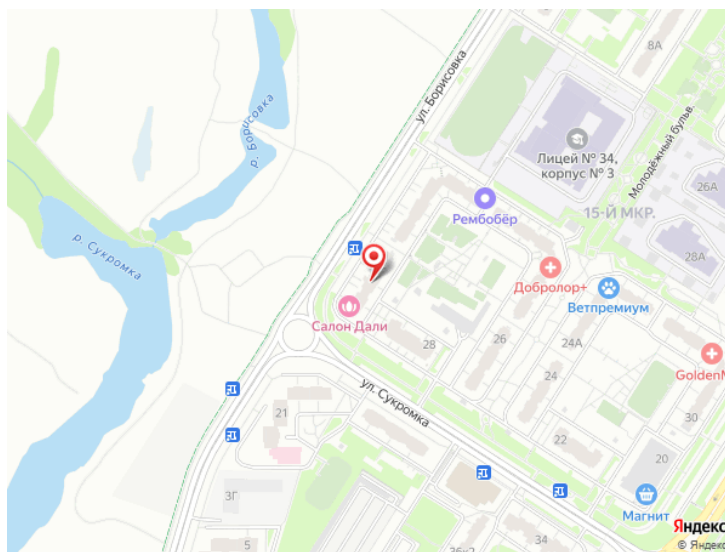 8А
ул. Борисовка
р. Борисовка
Лицей № 34,
корпус № 3
Молодёжный бульв.
26А
15-Й МКР.
Рембобёр
р. Сукромка
28А
Добролор+
Ветпремиум
Салон Дали
28
26
24А
24
GoldenM
ул. Сукромка
21
30
22
20
3Г
Магнит
Яндекс
5
36к2
© Яндекс